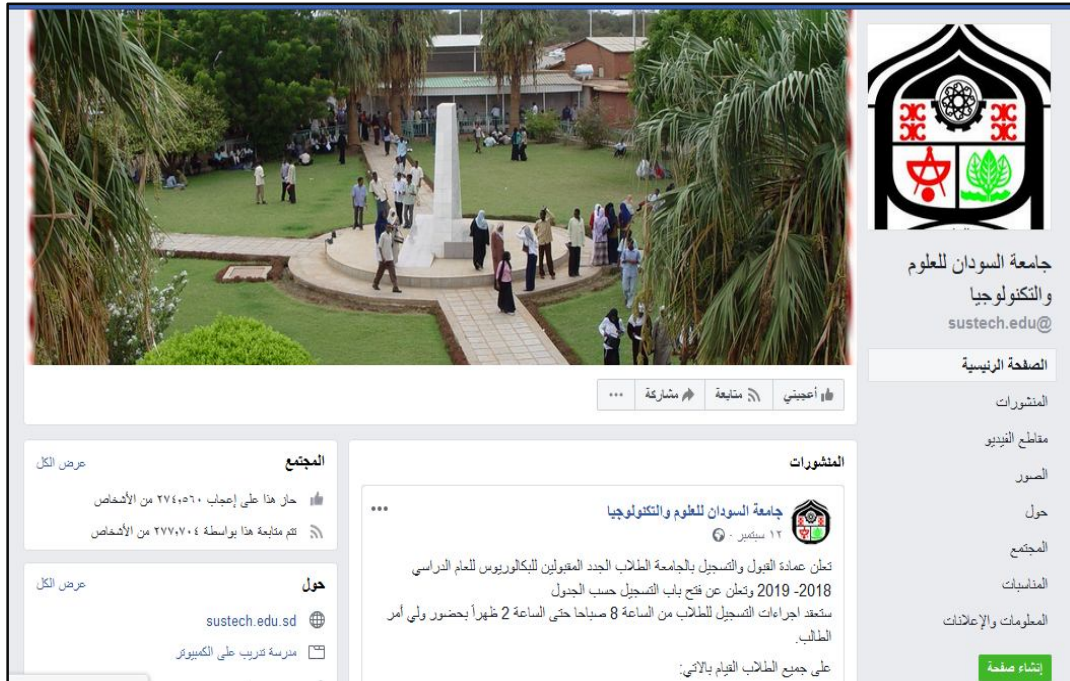 جامعة السودان للعلوم
والتكنولوجيا
@sustech.edu
الصفحة الرئيسية
المنشورات
مقاطع الفيديو
الصور
حول
المجتمع
المناسبات
المعلومات والإعلانات
إنشاء صفحة
أعجبني
متابعة
مشاركة
المنشورات
جامعة السودان للعلوم والتكنولوجيا
١٢ سبتمبر ·
تعلن عمادة القبول والتسجيل بالجامعة الطلاب الجدد المقبولين للبكالوريوس للعام الدراسي
2018- 2019 وتعلن عن فتح باب التسجيل حسب الجدول
ستعقد اجراءات التسجيل للطلاب من الساعة 8 صباحا حتى الساعة 2 ظهراً بحضور ولي أمر
الطالب.
على جميع الطلاب القيام بالاتي:
المجتمع
عرض الكل
حاز هذا على إعجاب ٢٧٤,٥٦٠ من الأشخاص
تتم متابعة هذا بواسطة ٢٧٧,٧٠٤ من الأشخاص
حول
عرض الكل
sustech.edu.sd
مدرسة تدريب على الكمبيوتر